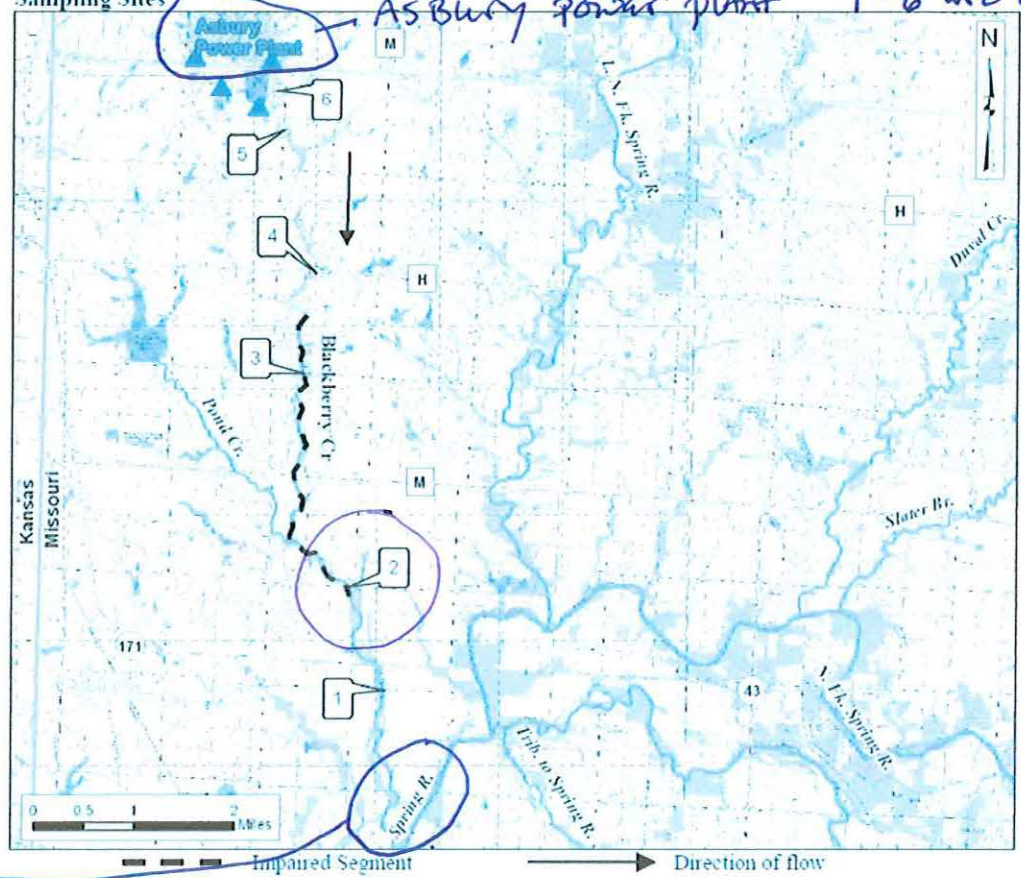 Sampling Sites
ASBURY POWER PLANT
Asbury
Power Plant
M
N
6
5
L. N. Fk. Spring R.
H
4
Duval Cr.
H
3
Blackberry Cr
Pond Cr.
Kansas
Missouri
M
Slater Br.
2
171
1
43
N. Fk. Spring R.
Spring R.
Trib. to Spring R.
0 0.5 1 2
Miles
Impaired Segment
Direction of flow